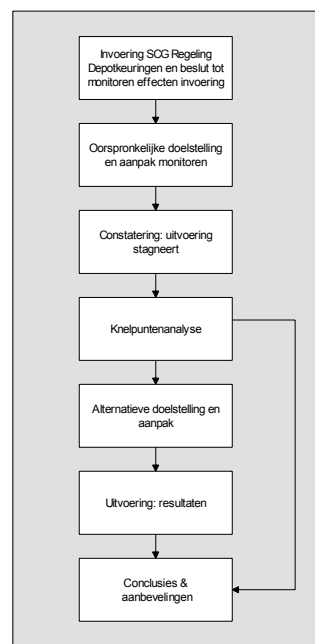 Invoering SCG Regeling
Depotkeuringen en beslut tot
monitoren effecten invoering
Oorspronkelijke doelstelling
en aanpak monitoren
Constatering: uitvoering
stagneert
Knelpuntenanalyse
Alternatieve doelstelling en
aanpak
Uitvoering: resultaten
Conclusies &
aanbevelingen